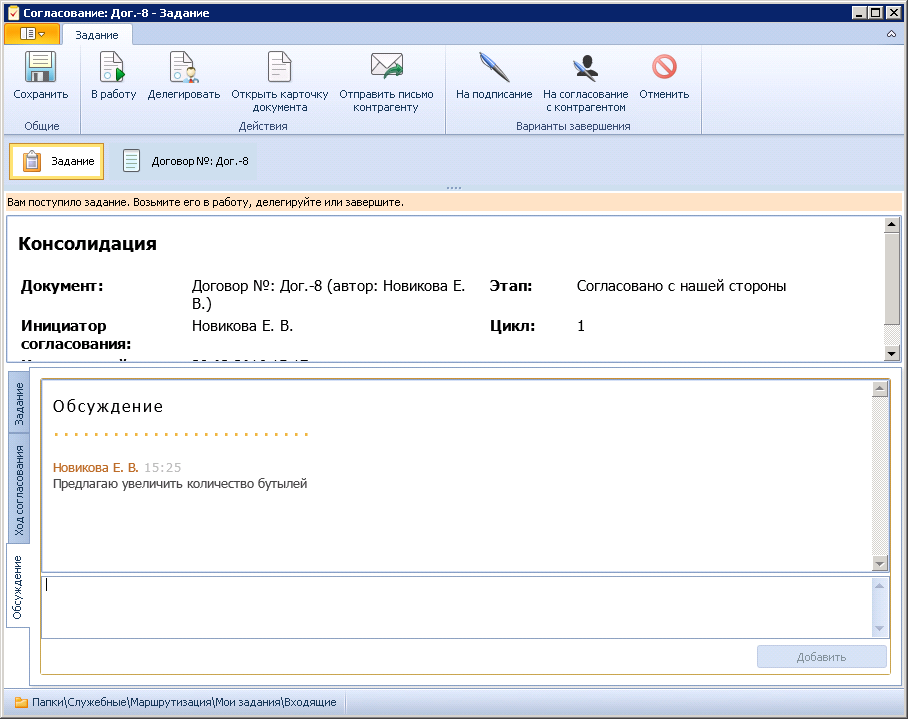 Согласование: Дог.-8 - Задание
Задание
Сохранить
В работу
Делегировать
Открыть карточку
документа
Отправить письмо
контрагенту
На подписание
На согласование
с контрагентом
Отменить
Общие
Действия
Варианты завершения
Задание
Договор №: Дог.-8
Вам поступило задание. Возьмите его в работу, делегируйте или завершите.
Консолидация
Документ:
Договор №: Дог.-8 (автор: Новикова Е.
В.)
Этап:
Согласовано с нашей стороны
Инициатор
согласования:
Новикова Е. В.
Цикл:
1
Задание
Ход согласования
Обсуждение
Обсуждение
Новикова Е. В. 15:25
Предлагаю увеличить количество бутылей
Добавить
Папки\Служебные\Маршрутизация\Мои задания\Входящие